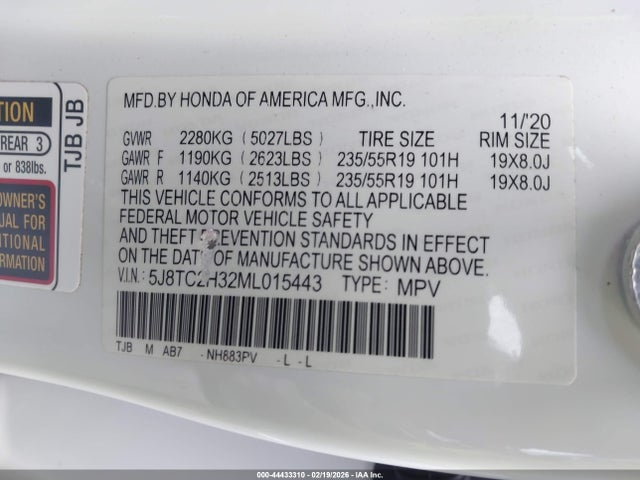 TION
REAR 3
or 838lbs.
OWNER'S
UAL FOR
ITIONAL
FORMATION
TJB JB
MFD.BY HONDA OF AMERICA MFG.,INC.
11/'20
GVWR 2280KG (5027LBS) TIRE SIZE RIM SIZE
GAWR F 1190KG (2623LBS) 235/55R19 101H 19X8.0J
GAWR R 1140KG (2513LBS) 235/55R19 101H 19X8.0J
THIS VEHICLE CONFORMS TO ALL APPLICABLE
FEDERAL MOTOR VEHICLE SAFETY
AND THEFT PREVENTION STANDARDS IN EFFECT
ON THE DATE OF MANUFACTURE SHOWN ABOVE.
V.I.N: 5J8TC2H32ML015443 TYPE: MPV
TJB M AB7 - NH883PV - L - L
000-44433310 - 02/19/2026 - IAA Inc.